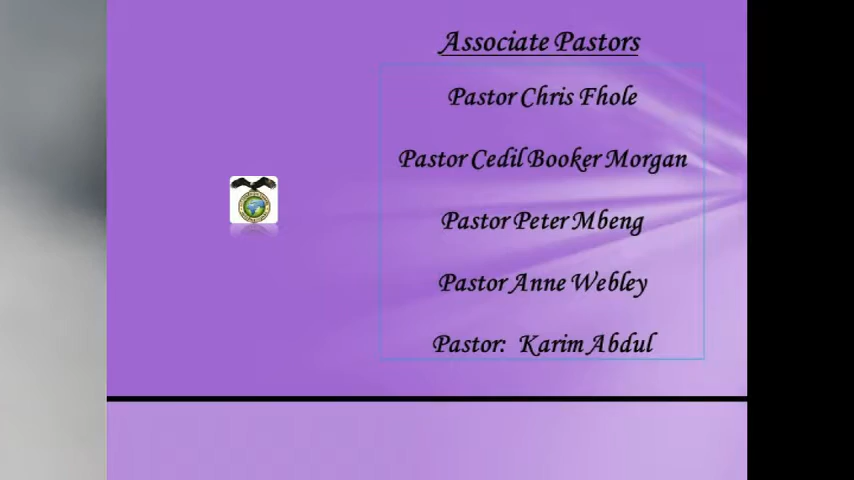 Associate Pastors
Pastor Chris Fhole
Pastor Cedil Booker Morgan
Pastor Peter Mbeng
Pastor Anne Webley
Pastor: Karim Abdul